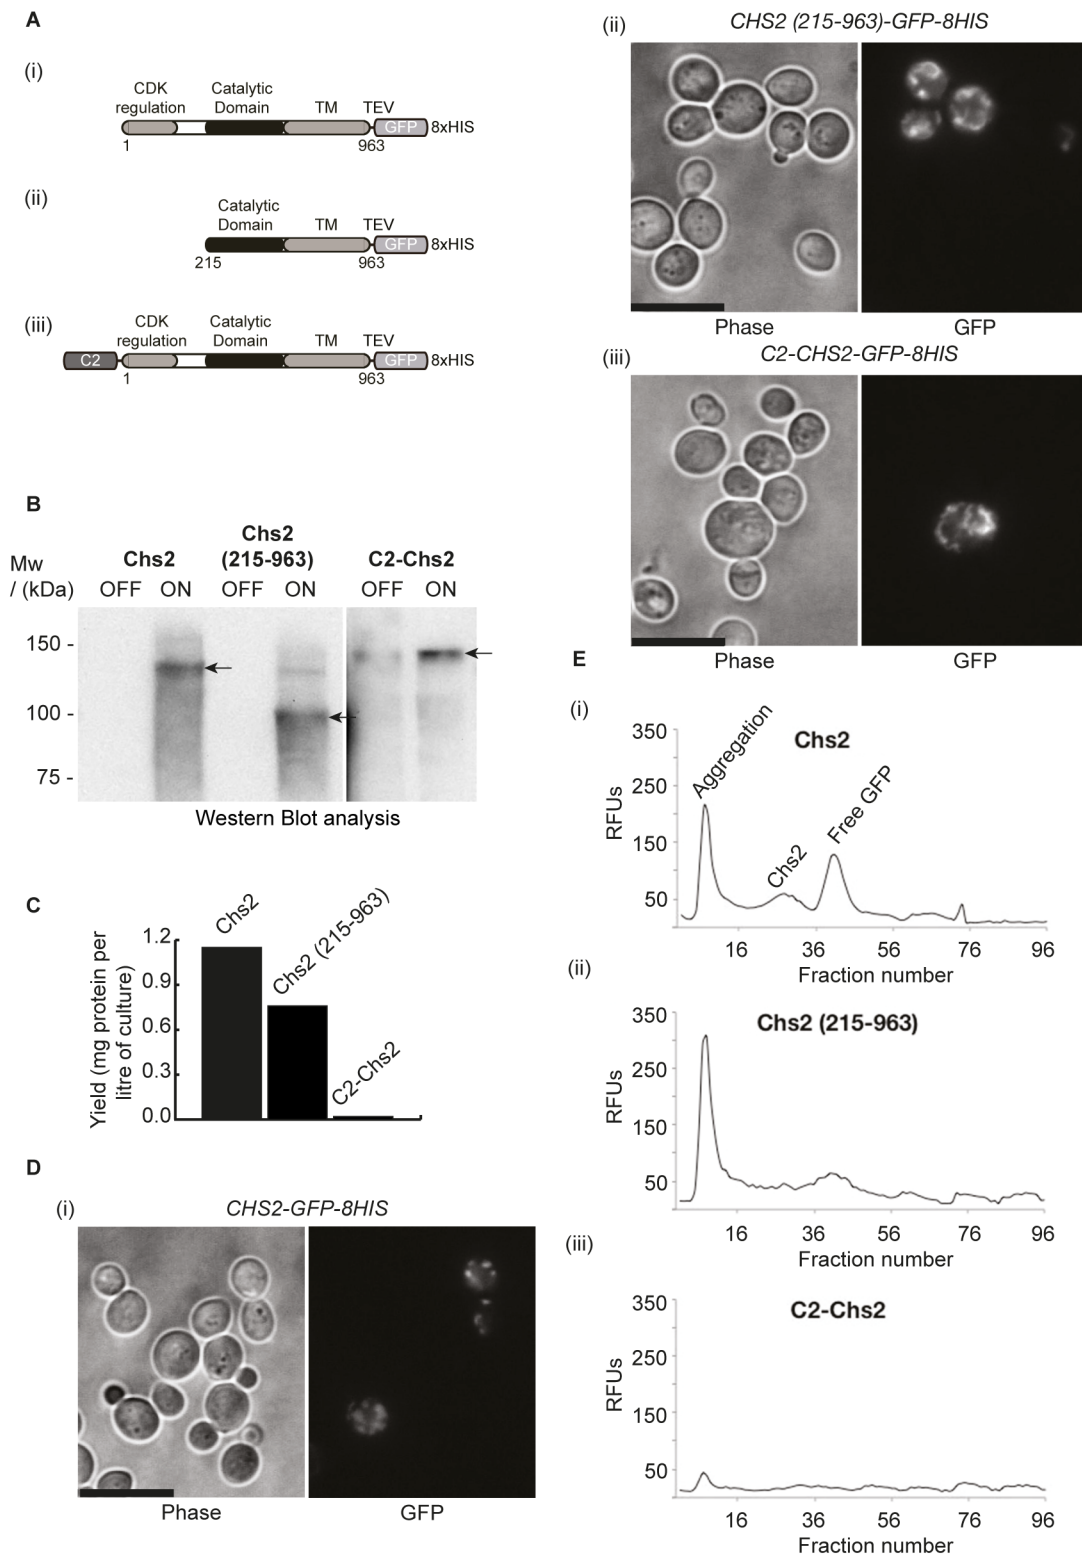 A
(i)
CDK
regulation
Catalytic
Domain
TM
TEV
GFP
8xHIS
1
963
(ii)
Catalytic
Domain
TM
TEV
GFP
8xHIS
215
963
(iii)
CDK
regulation
Catalytic
Domain
TM
TEV
C2
GFP
8xHIS
1
963
B
Mw
/ (kDa)
Chs2
Chs2
(215-963)
C2-Chs2
OFF ON OFF ON OFF ON
150 -
100 -
75 -
Western Blot analysis
C
Yield (mg protein per
litre of culture)
1.2
0.9
0.6
0.3
0.0
Chs2
Chs2 (215-963)
C2-Chs2
D
(i)
CHS2-GFP-8HIS
Phase
GFP
(ii)
CHS2 (215-963)-GFP-8HIS
Phase
GFP
(iii)
C2-CHS2-GFP-8HIS
Phase
GFP
E
(i)
Chs2
RFUs
350
250
150
50
Aggregation
Chs2
Free GFP
16 36 56 76 96
Fraction number
(ii)
Chs2 (215-963)
RFUs
350
250
150
50
16 36 56 76 96
Fraction number
(iii)
C2-Chs2
RFUs
350
250
150
50
16 36 56 76 96
Fraction number